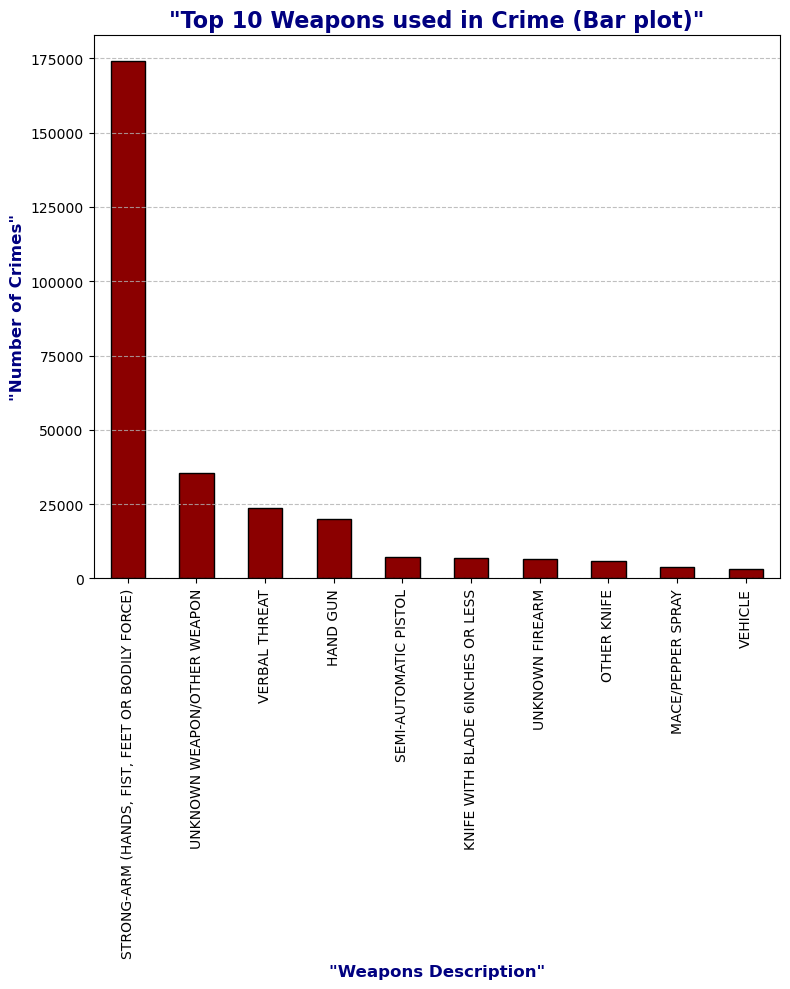 "Top 10 Weapons used in Crime (Bar plot)"
"Number of Crimes"
175000
150000
125000
100000
75000
50000
25000
0
STRONG-ARM (HANDS, FIST, FEET OR BODILY FORCE)
UNKNOWN WEAPON/OTHER WEAPON
VERBAL THREAT
HAND GUN
SEMI-AUTOMATIC PISTOL
KNIFE WITH BLADE 6INCHES OR LESS
UNKNOWN FIREARM
OTHER KNIFE
MACE/PEPPER SPRAY
VEHICLE
"Weapons Description"